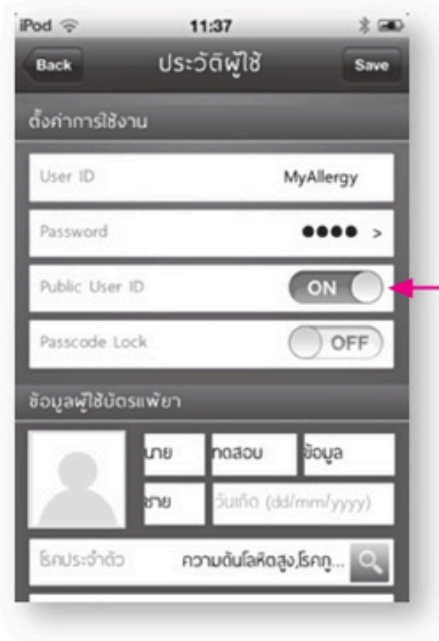 iPod 11:37
Back ประวัติผู้ใช้ Save
ตั้งค่าการใช้งาน
User ID MyAllergy
Password ●●●● >
Public User ID ON
Passcode Lock OFF
ข้อมูลผู้ใช้บัตรแพ้ยา
นาย ทดสอบ ข้อมูล
ชาย วันเกิด (dd/mm/yyyy)
โรคประจำตัว ความดันโลหิตสูง,โรคภู...